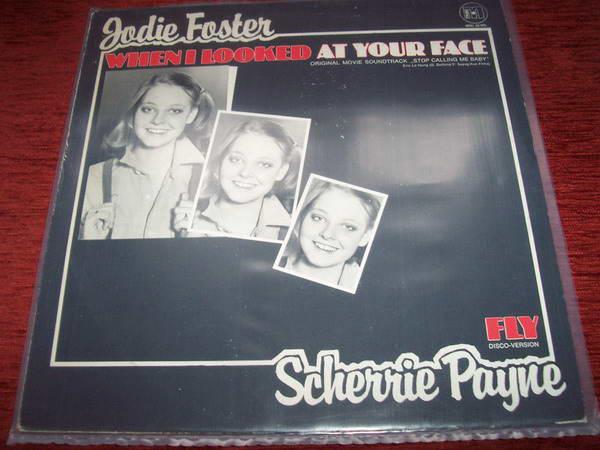 Jodie Foster
WHEN I LOOKED AT YOUR FACE
ORIGINAL MOVIE SOUNDTRACK „STOP CALLING ME BABY"
FLY
DISCO-VERSION
Scherrie Payne